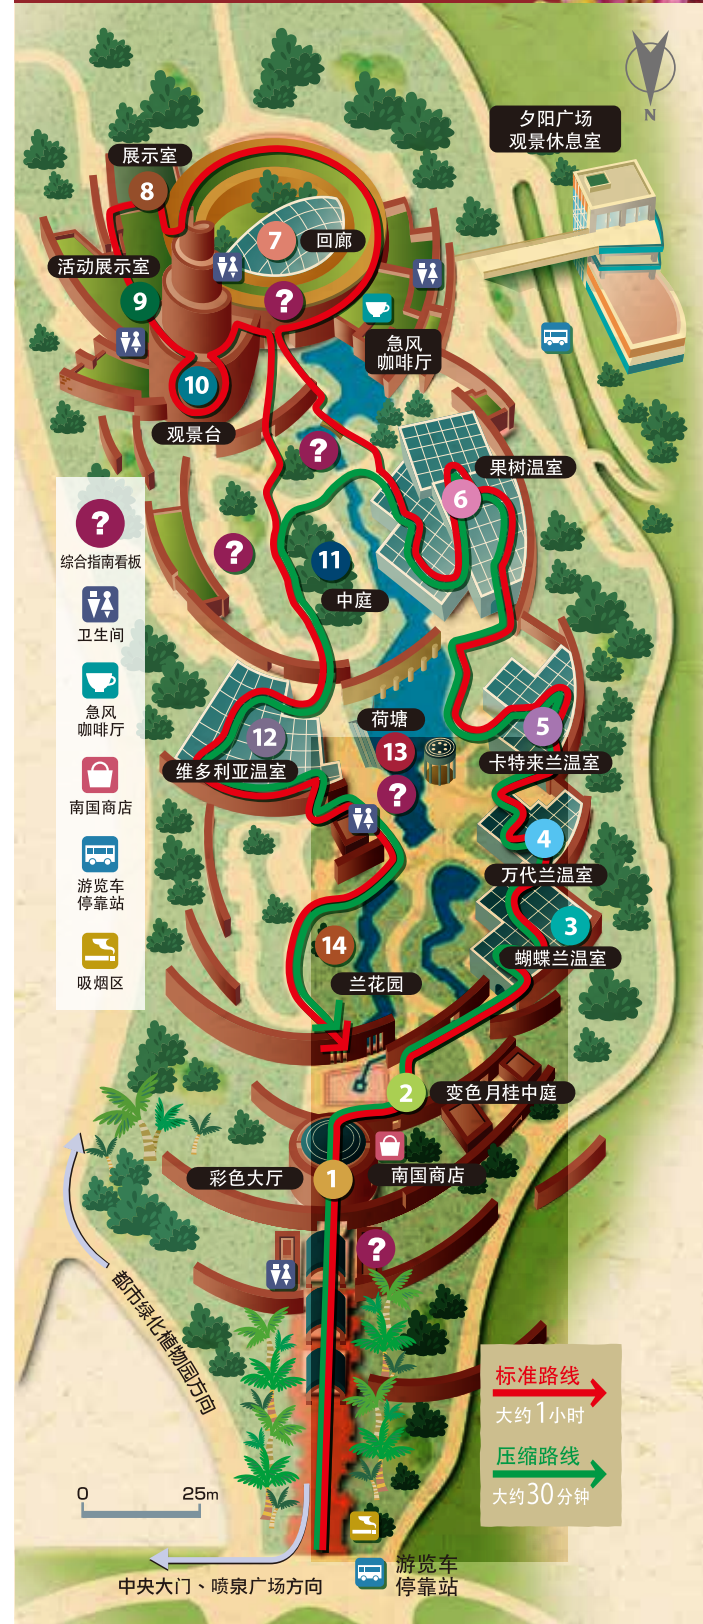 N
夕阳广场
观景休息室
展示室
8
7
回廊
活动展示室
9
?
急风
咖啡厅
10
观景台
?
果树温室
6
?
综合指南看板
卫生间
急风
咖啡厅
南国商店
游览车
停靠站
吸烟区
?
11
中庭
荷塘
12
13
5
维多利亚温室
卡特来兰温室
?
4
万代兰温室
3
14
蝴蝶兰温室
兰花园
2
变色月桂中庭
彩色大厅
1
南国商店
?
都市绿化植物园方向
标准路线
大约1小时
压缩路线
大约30分钟
0
25m
中央大门、喷泉广场方向
游览车
停靠站